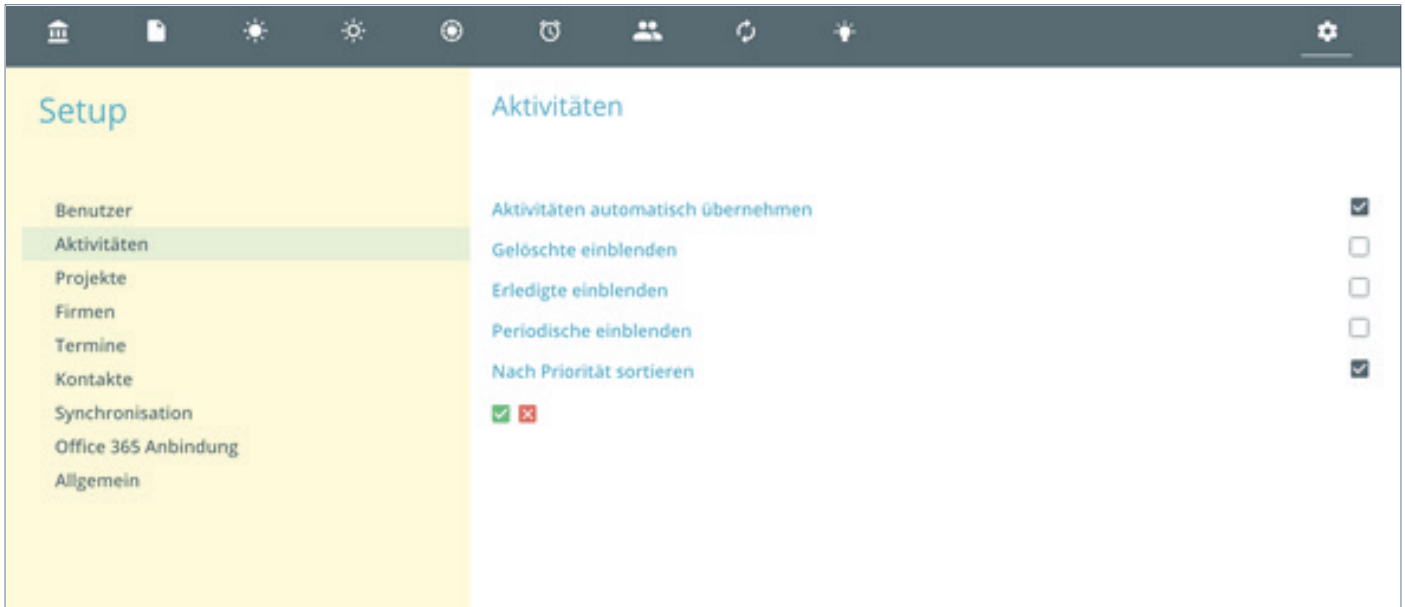 Setup
Benutzer
Aktivitäten
Projekte
Firmen
Termine
Kontakte
Synchronisation
Office 365 Anbindung
Allgemein
Aktivitäten
Aktivitäten automatisch übernehmen
Gelöschte einblenden
Erledigte einblenden
Periodische einblenden
Nach Priorität sortieren